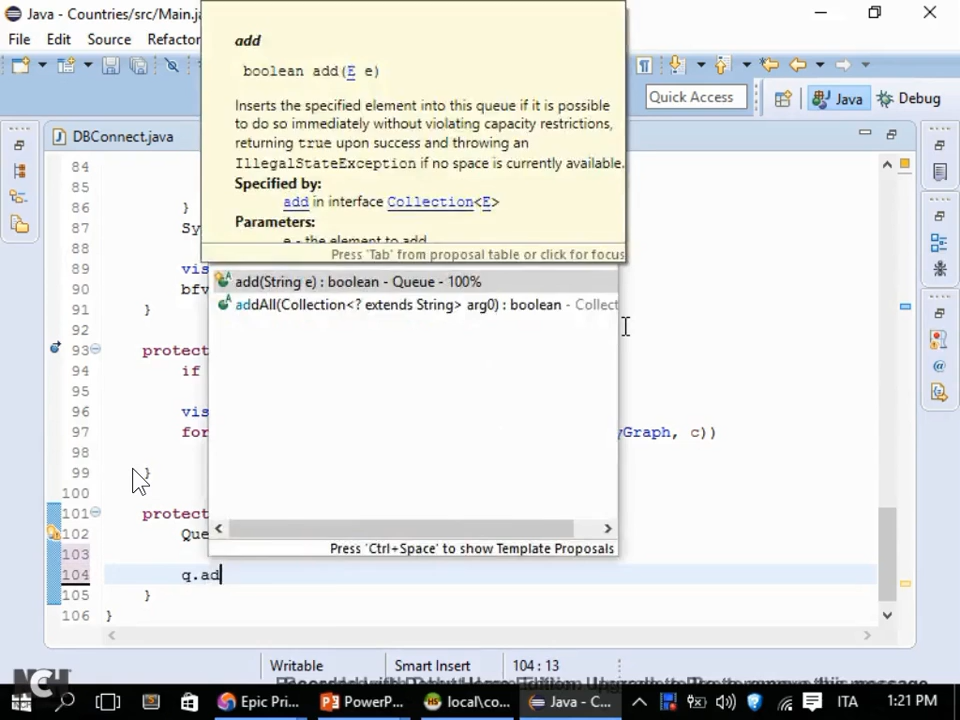 Java - Countries/src/Main.ja
File Edit Source Refactor
Quick Access
Java
Debug
DBConnect.java
add
boolean add(E e)
Inserts the specified element into this queue if it is possible
to do so immediately without violating capacity restrictions,
returning true upon success and throwing an
IllegalStateException if no space is currently available.
Specified by:
add in interface Collection<E>
Parameters:
e - the element to add
Press 'Tab' from proposal table or click for focus
add(String e) : boolean - Queue - 100%
addAll(Collection<? extends String> arg0) : boolean - Collect
Press 'Ctrl+Space' to show Template Proposals
84
85
86 }
87 Sy
88
89 vis
90 bfv
91 }
92
93 protec
94 if
95
96 vis
97 for yGraph, c))
98
99 }
100
101 protec
102 Que
103
104 q.ad
105 }
106 }
Writable Smart Insert 104 : 13
NCH
Epic Pri...
PowerP...
local\co...
Java - C...
ITA
1:21 PM